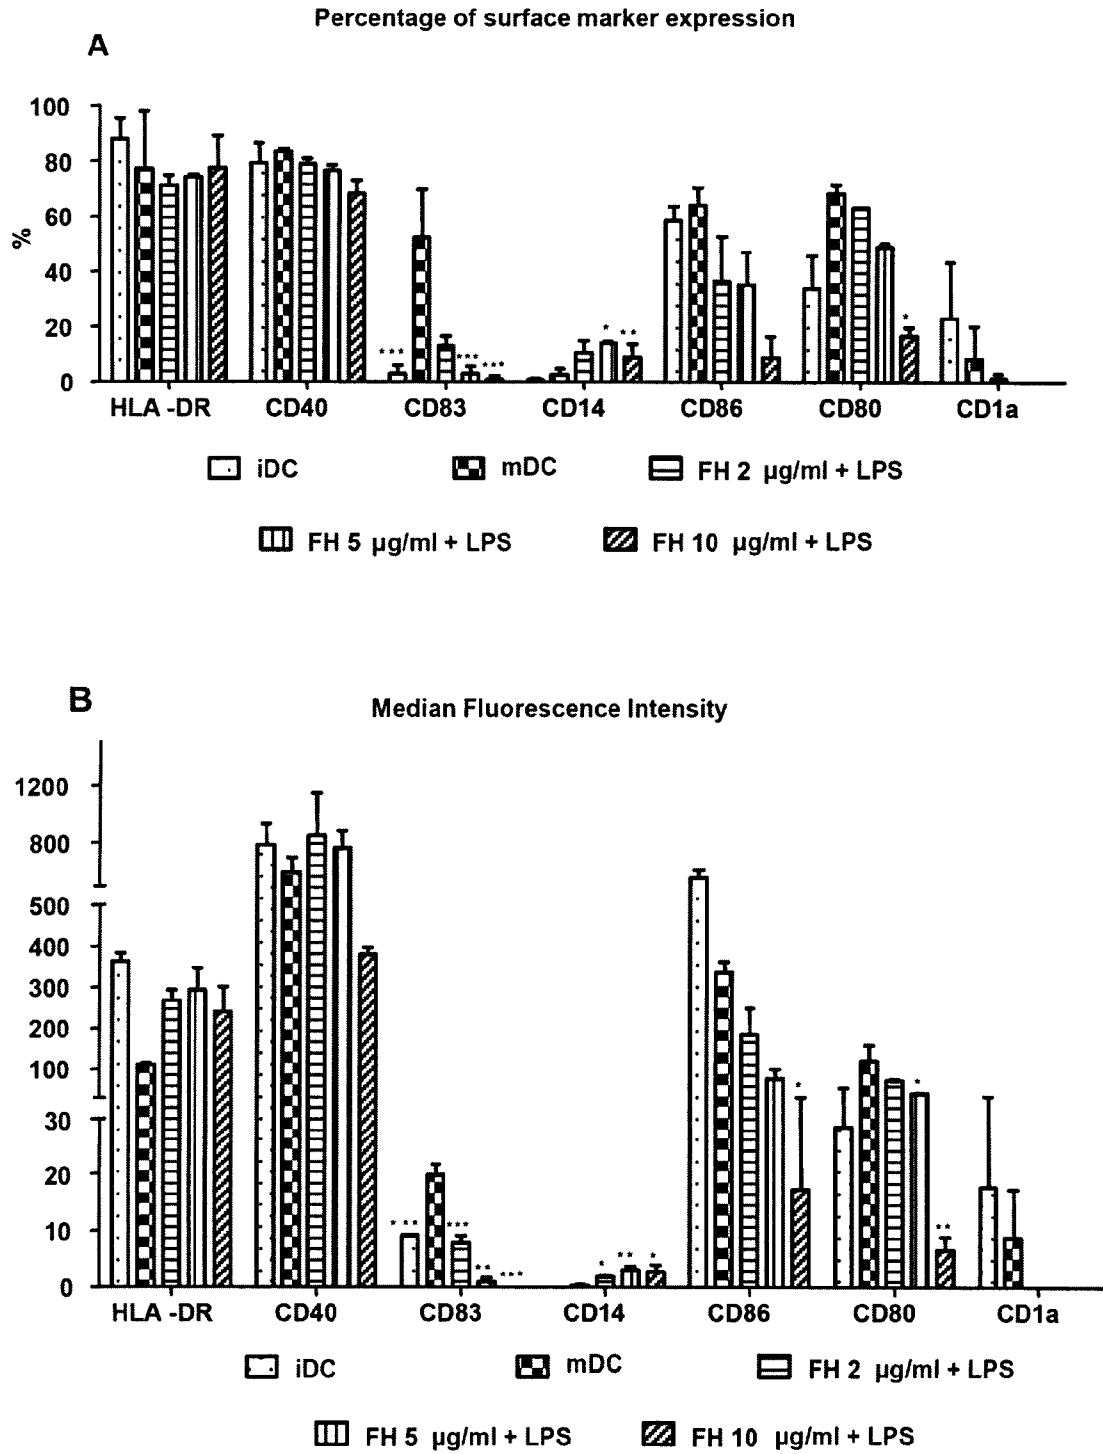 Percentage of surface marker expression
A
100
80
60
40
20
0
%
* * *
* * *
* * *
*
* *
*
HLA -DR CD40 CD83 CD14 CD86 CD80 CD1a
iDC mDC FH 2 µg/ml + LPS
FH 5 µg/ml + LPS FH 10 µg/ml + LPS
B
Median Fluorescence Intensity
1200
800
500
400
300
200
100
30
20
10
0
* * *
***
* *
* * *
*
* *
*
*
*
* *
HLA -DR CD40 CD83 CD14 CD86 CD80 CD1a
iDC mDC FH 2 µg/ml + LPS
FH 5 µg/ml + LPS FH 10 µg/ml + LPS